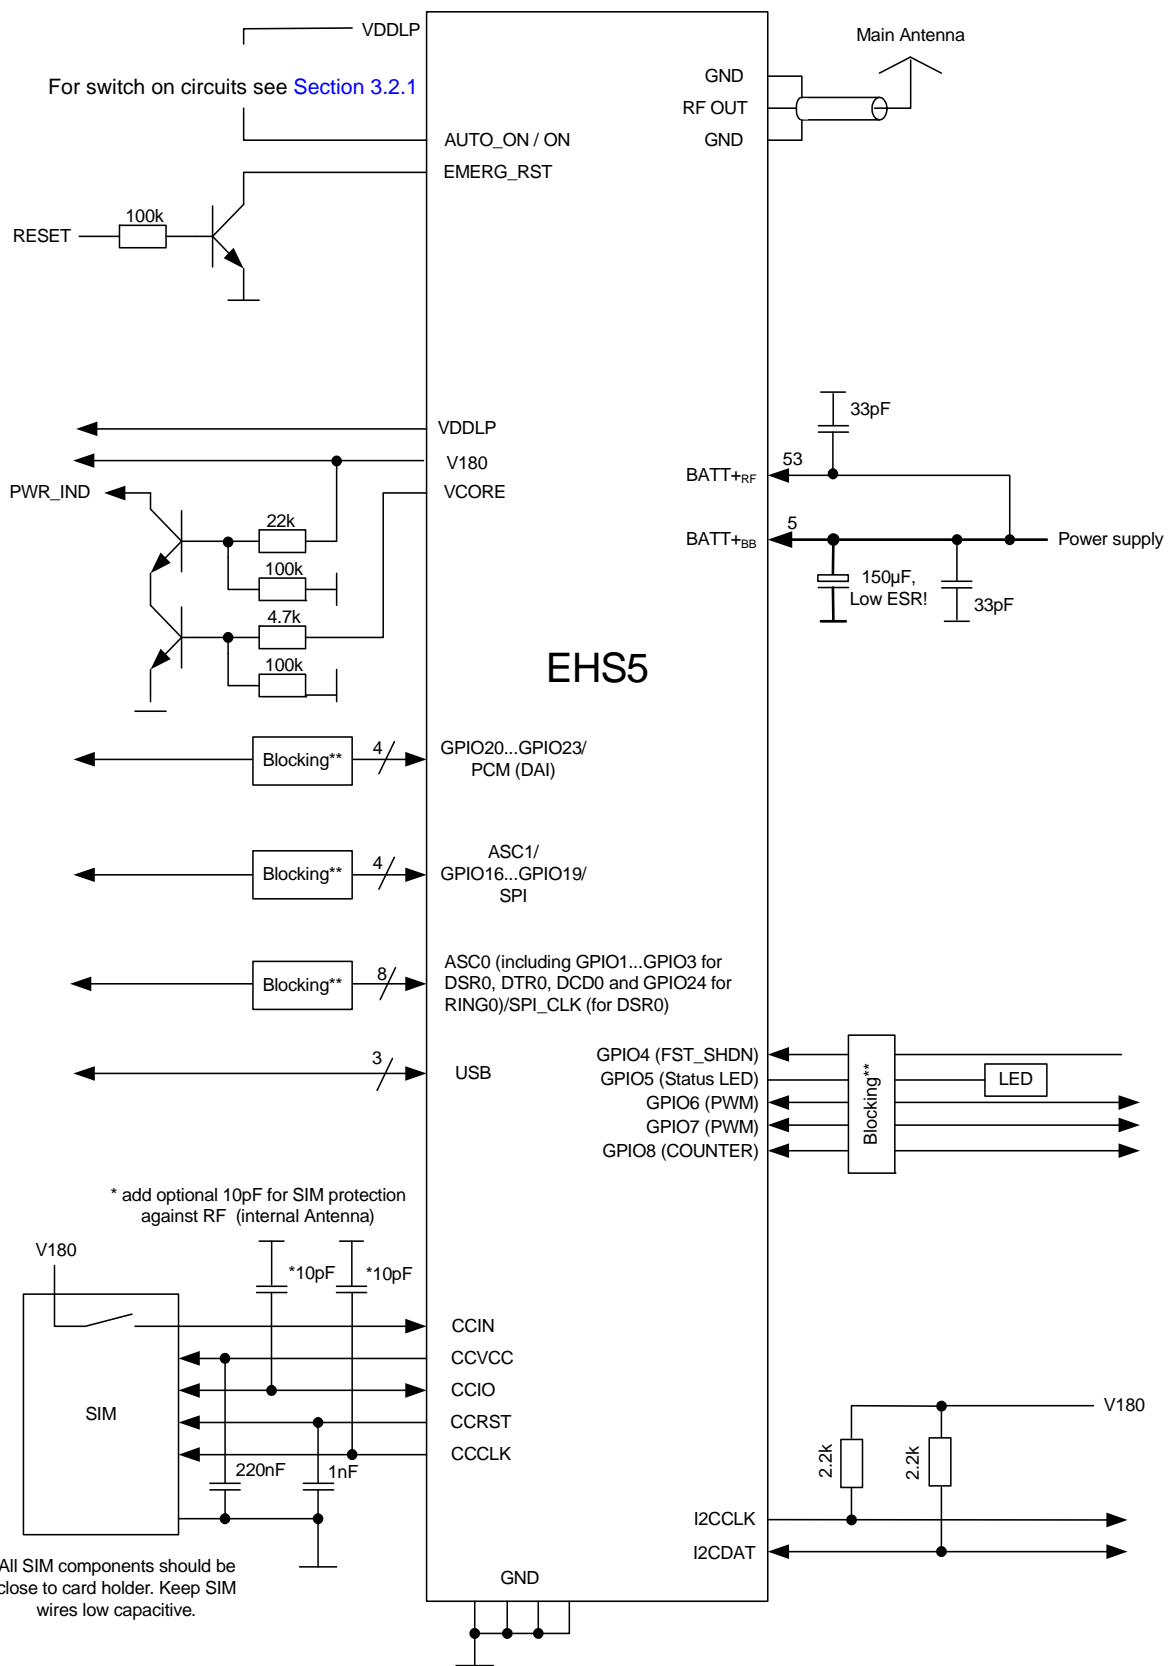 VDDLP
For switch on circuits see Section 3.2.1
AUTO_ON / ON
EMERG_RST
100k
RESET
Main Antenna
GND
RF OUT
GND
VDDLP
V180
PWR_IND
VCORE
22k
100k
4.7k
100k
33pF
BATT+RF
53
BATT+BB
5
Power supply
150µF,
Low ESR!
33pF
EHS5
Blocking**
4
GPIO20...GPIO23/
PCM (DAI)
Blocking**
4
ASC1/
GPIO16...GPIO19/
SPI
Blocking**
8
ASC0 (including GPIO1...GPIO3 for
DSR0, DTR0, DCD0 and GPIO24 for
RING0)/SPI_CLK (for DSR0)
3
USB
GPIO4 (FST_SHDN)
GPIO5 (Status LED)
GPIO6 (PWM)
GPIO7 (PWM)
GPIO8 (COUNTER)
Blocking**
LED
* add optional 10pF for SIM protection
against RF (internal Antenna)
V180
*10pF
*10pF
SIM
CCIN
CCVCC
CCIO
CCRST
CCCLK
220nF
1nF
All SIM components should be
close to card holder. Keep SIM
wires low capacitive.
V180
2.2k
2.2k
I2CCLK
I2CDAT
GND